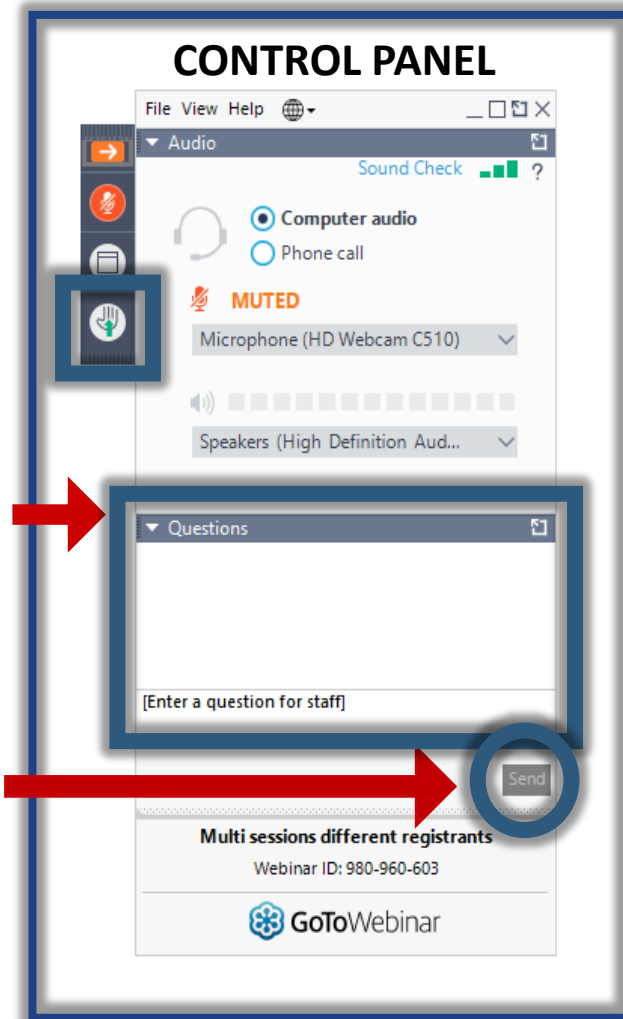 CONTROL PANEL
File View Help
Audio
Sound Check ?
Computer audio
Phone call
MUTED
Microphone (HD Webcam C510)
Speakers (High Definition Aud...
Questions
[Enter a question for staff]
Send
Multi sessions different registrants
Webinar ID: 980-960-603
GoToWebinar